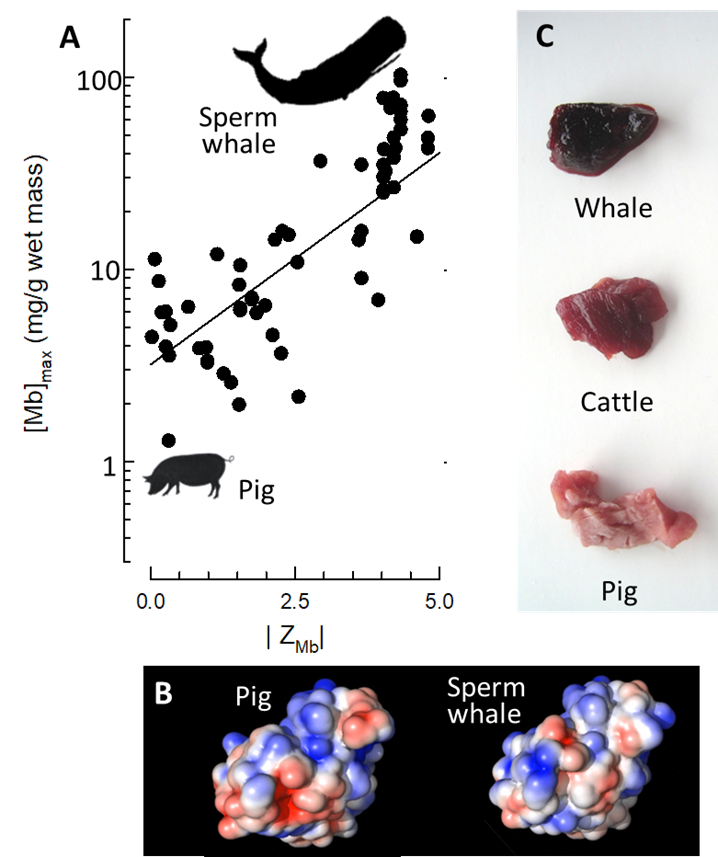 A
100
10
1
[Mb]max (mg/g wet mass)
Sperm
whale
Pig
0.0 2.5 5.0
| ZMb|
C
Whale
Cattle
Pig
B
Pig
Sperm
whale